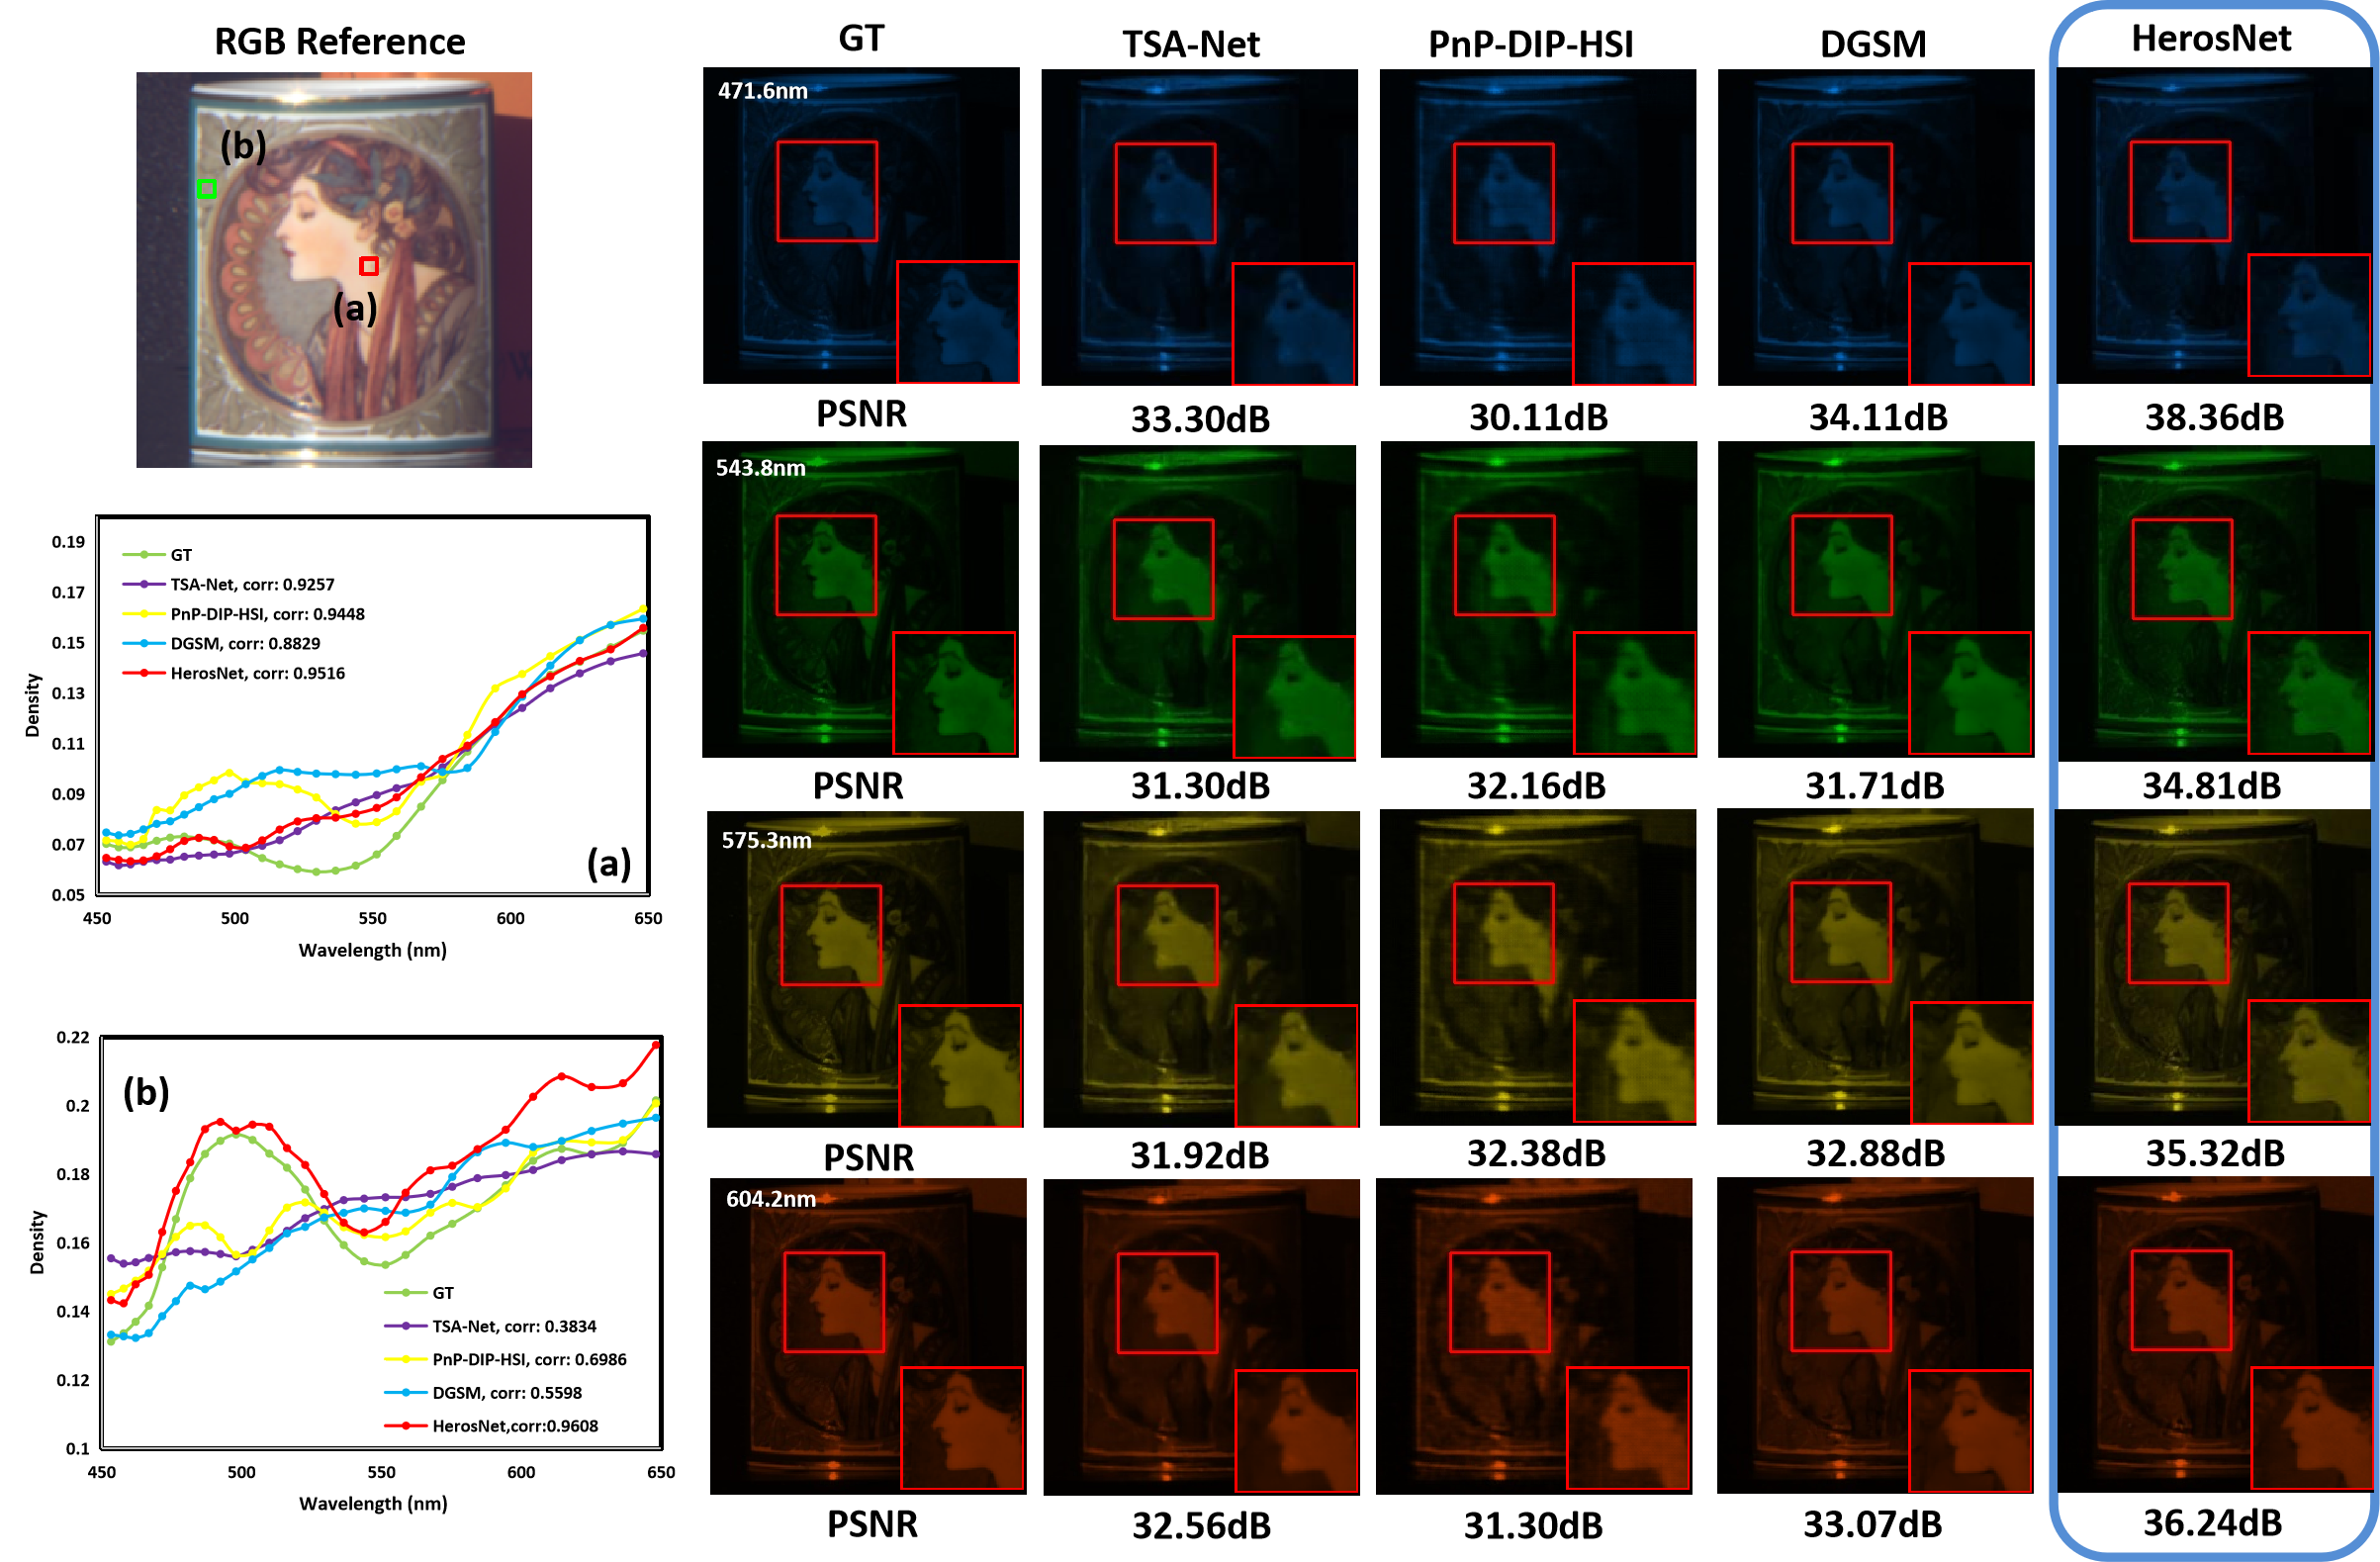 RGB Reference
(b)
(a)
GT
TSA-Net
PnP-DIP-HSI
DGSM
HerosNet
471.6nm
PSNR
33.30dB
30.11dB
34.11dB
38.36dB
543.8nm
PSNR
31.30dB
32.16dB
31.71dB
34.81dB
575.3nm
PSNR
31.92dB
32.38dB
32.88dB
35.32dB
604.2nm
PSNR
32.56dB
31.30dB
33.07dB
36.24dB
0.19
0.17
0.15
0.13
0.11
0.09
0.07
0.05
Density
GT
TSA-Net, corr: 0.9257
PnP-DIP-HSI, corr: 0.9448
DGSM, corr: 0.8829
HerosNet, corr: 0.9516
(a)
450
500
550
600
650
Wavelength (nm)
0.22
0.2
0.18
0.16
0.14
0.12
0.1
Density
(b)
GT
TSA-Net, corr: 0.3834
PnP-DIP-HSI, corr: 0.6986
DGSM, corr: 0.5598
HerosNet,corr:0.9608
450
500
550
600
650
Wavelength (nm)